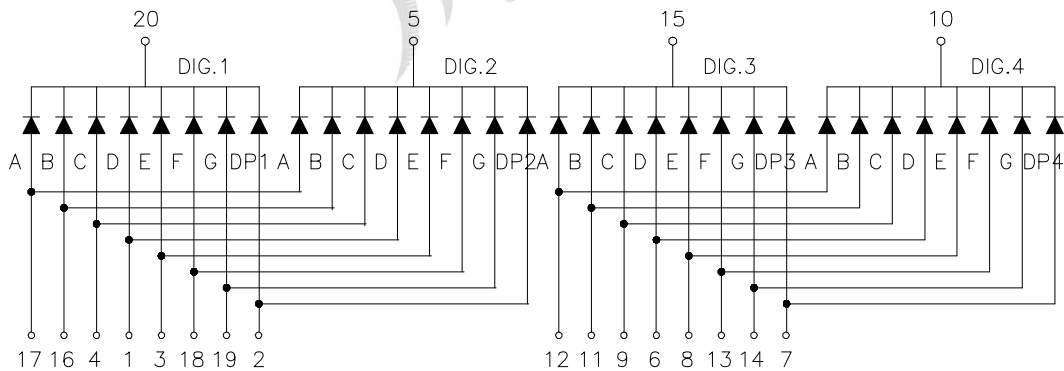 20 5 15 10
DIG.1 DIG.2 DIG.3 DIG.4
A B C D E F G DP1 A B C D E F G DP2 A B C D E F G DP3 A B C D E F G DP4
17 16 4 1 3 18 19 2 12 11 9 6 8 13 14 7